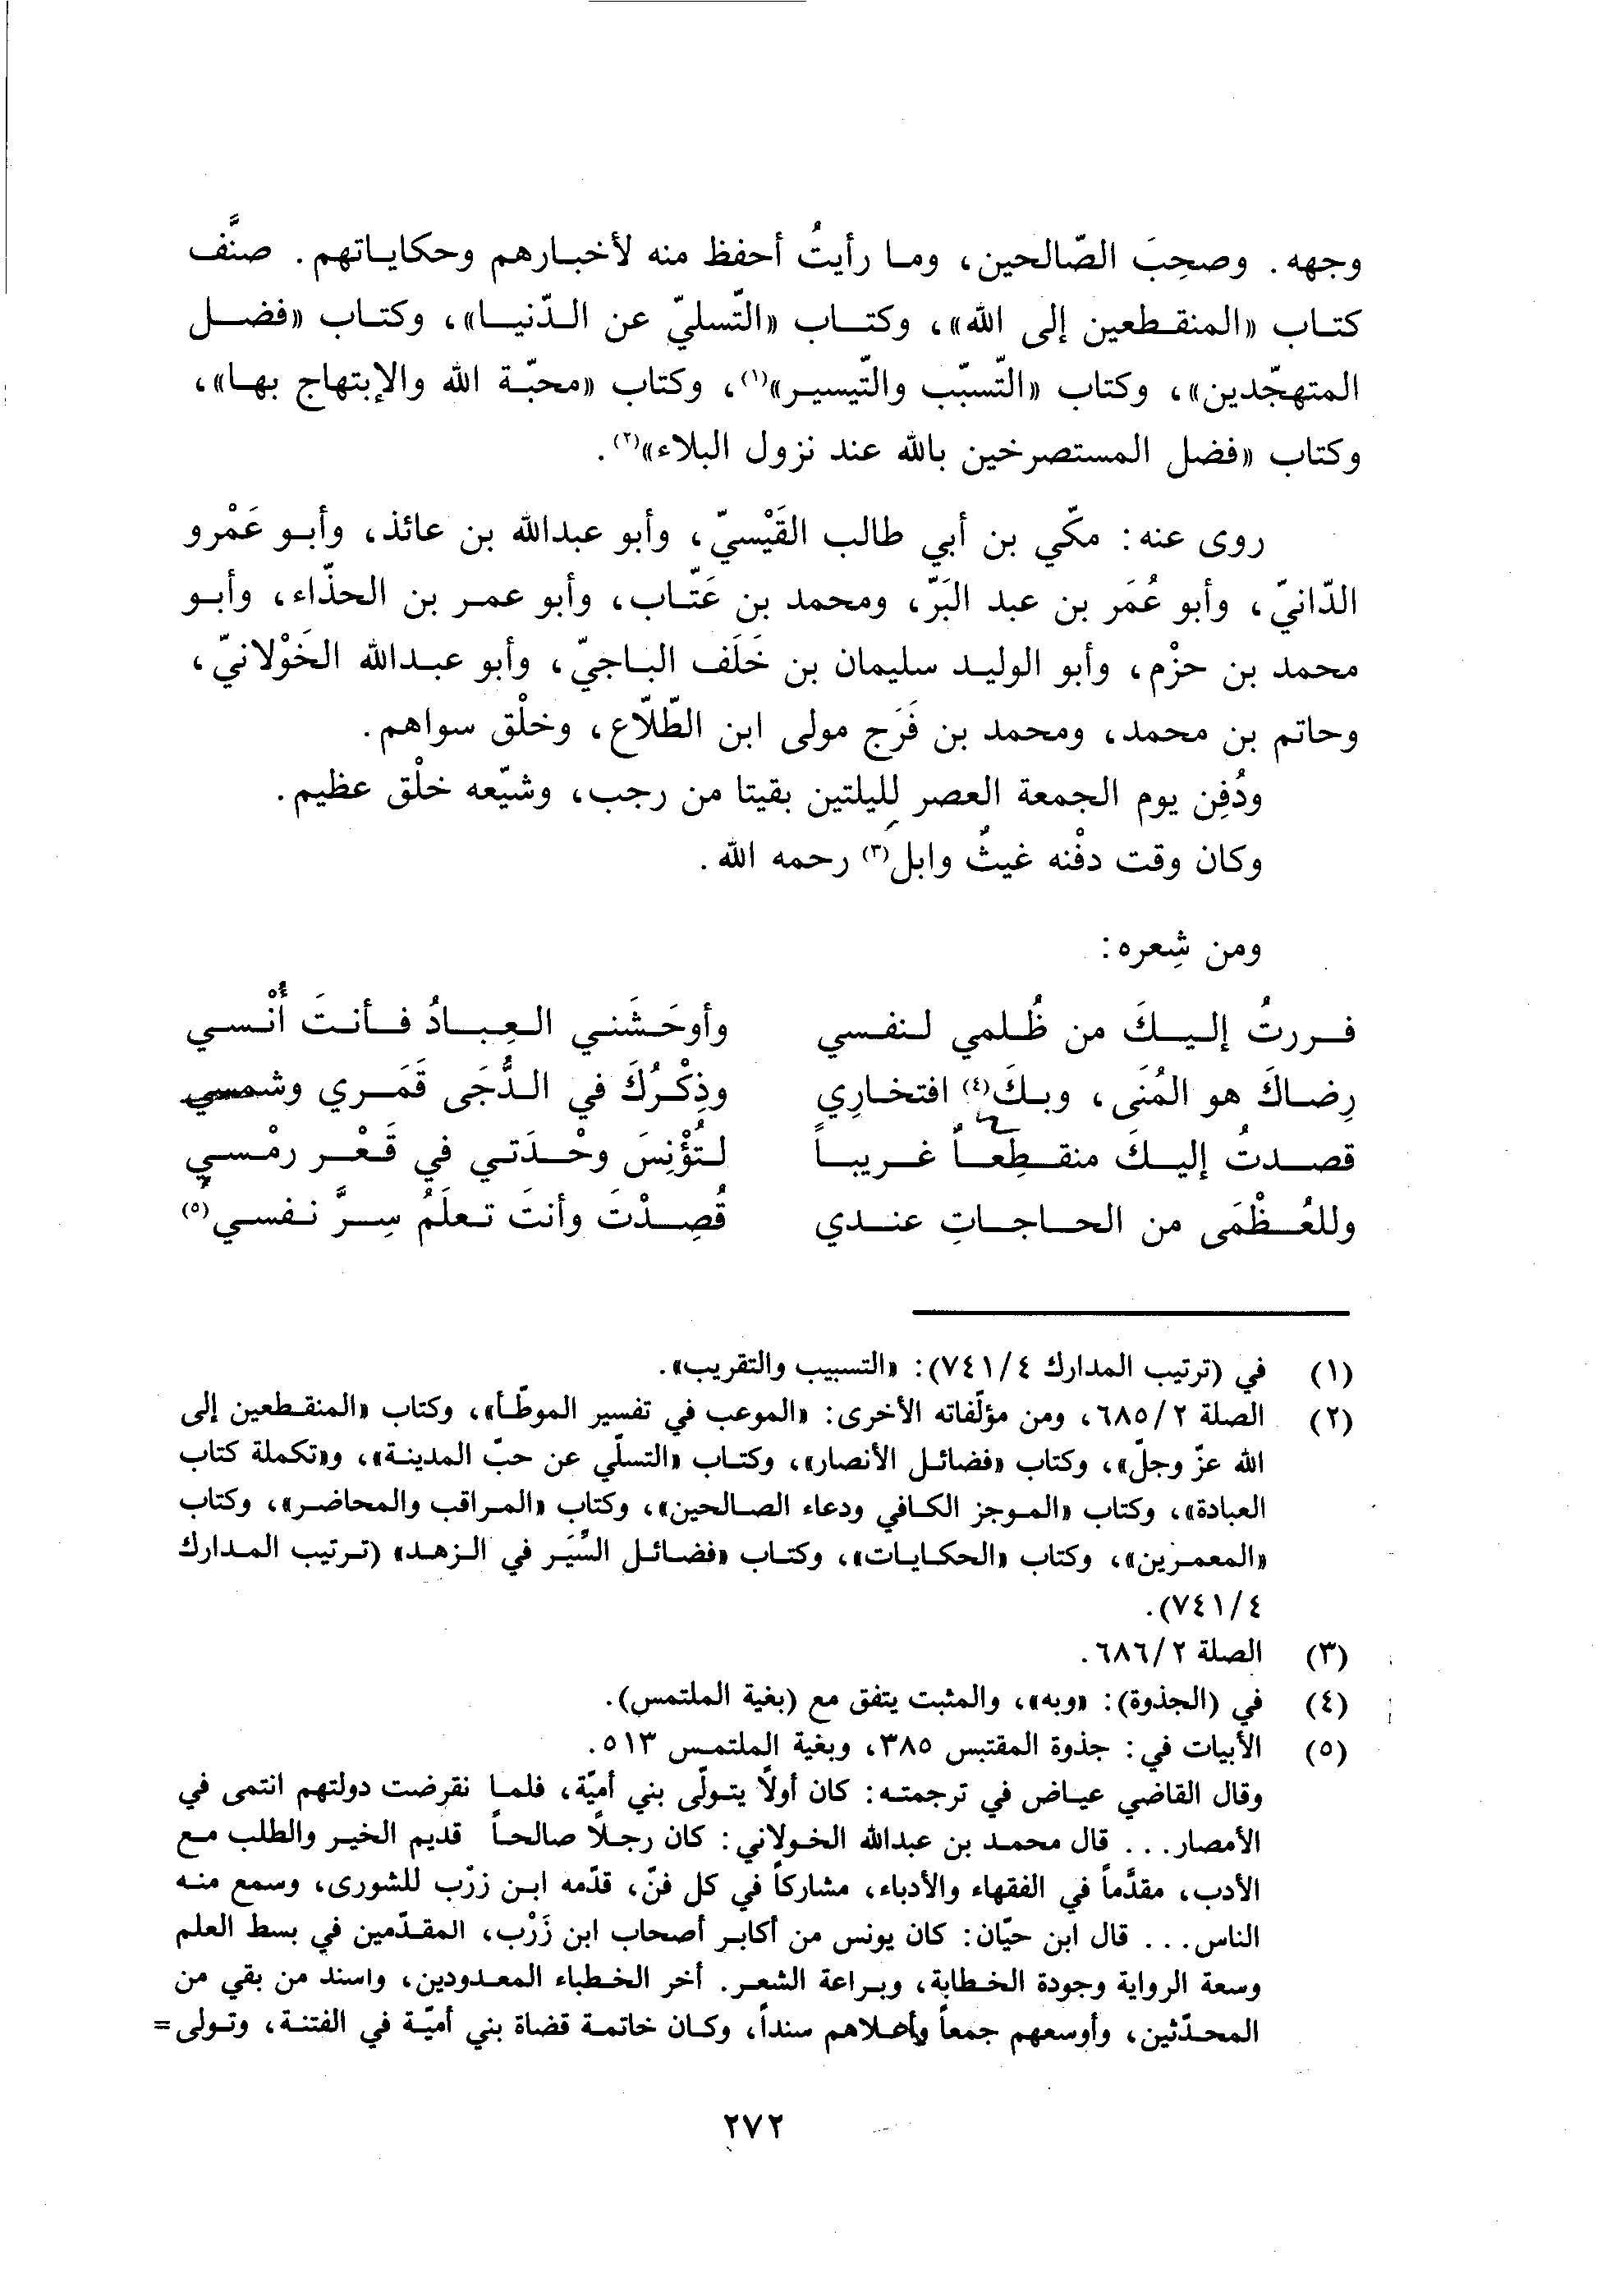 وجهه. وصحِبَ الصّالحين، وما رأيتُ أحفظ منه لأخبارهم وحكاياتهم. صنَّف
كتاب «المنقطعين إلى الله»، وكتاب «التّسليّ عن الدّنيا»، وكتاب «فضل
المتهجّدين»، وكتاب «التّسبّب والتّيسير»(١)، وكتاب «محبّة الله والإبتهاج بها»،
وكتاب «فضل المستصرخين بالله عند نزول البلاء»(٢).
روى عنه: مكّي بن أبي طالب القَيْسيّ، وأبو عبدالله بن عائذ، وأبو عَمْرو
الدّانيّ، وأبو عُمَر بن عبد البَرّ، ومحمد بن عَتّاب، وأبو عمر بن الحذّاء، وأبو
محمد بن حزْم، وأبو الوليد سليمان بن خَلَف الباجيّ، وأبو عبدالله الخَوْلانيّ،
وحاتم بن محمد، ومحمد بن فَرَج مولى ابن الطّلّاع، وخلْق سواهم.
ودُفِن يوم الجمعة العصر لليلتين بقيتا من رجب، وشيّعه خلْق عظيم.
وكان وقت دفْنه غيثٌ وابل(٣) رحمه الله.
ومن شِعره:
فررتُ إليكَ من ظُلمي لنفسي وأوحَشَني العِبادُ فأنتَ أُنْسي
رِضاكَ هو المُنَى، وبكَ(٤) افتخارِي وذِكْرُكَ في الدُّجَى قَمَري وشمسي
قصدتُ إليكَ منقطِعاً غريباً لتُؤْنِسَ وحْدَتي في قَعْر رمْسي
وللعُظْمَى من الحاجاتِ عندي قُصِدْتَ وأنتَ تعلَمُ سِرَّ نفسي(٥)
(١) في (ترتيب المدارك ٧٤١/٤): «التسبيب والتقريب».
(٢) الصلة ٦٨٥/٢، ومن مؤلّفاته الأخرى: «الموعب في تفسير الموطّأ»، وكتاب «المنقطعين إلى
الله عزّ وجلّ»، وكتاب «فضائل الأنصار»، وكتاب «التسلّي عن حبّ المدينة»، و«تكملة كتاب
العبادة»، وكتاب «الموجز الكافي ودعاء الصالحين»، وكتاب «المراقب والمحاضر»، وكتاب
«المعمرين»، وكتاب «الحكايات»، وكتاب «فضائل السَّيَر في الزهد» (ترتيب المدارك
٧٤١/٤).
(٣) الصلة ٦٨٦/٢.
(٤) في (الجذوة): «وبه»، والمثبت يتفق مع (بغية الملتمس).
(٥) الأبيات في: جذوة المقتبس ٣٨٥، وبغية الملتمس ٥١٣.
وقال القاضي عياض في ترجمته: كان أولاً يتولّى بني أميّة، فلما نقرضت دولتهم انتمى في
الأمصار... قال محمد بن عبدالله الخولاني: كان رجلاً صالحاً قديم الخير والطلب مع
الأدب، مقدَّماً في الفقهاء والأدباء، مشاركاً في كل فنّ، قدّمه ابن زرْب للشورى، وسمع منه
الناس... قال ابن حيّان: كان يونس من أكابر أصحاب ابن زَرْب، المقدّمين في بسط العلم
وسعة الرواية وجودة الخطابة، وبراعة الشعر. أخر الخطباء المعدودين، واسند من بقي من
المحدّثين، وأوسعهم جمعاً وأعلاهم سنداً، وكان خاتمة قضاة بني أميّة في الفتنة، وتولى=
٢٧٢